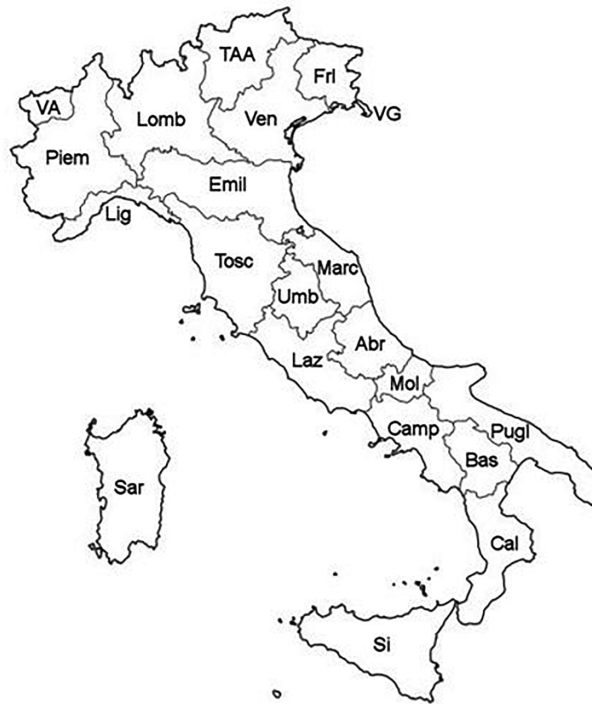 TAA
Frl
VA
VG
Lomb
Ven
Piem
Emil
Lig
Tosc
Marc
Umb
Abr
Laz
Mol
Camp
Pugl
Bas
Sar
Cal
Si